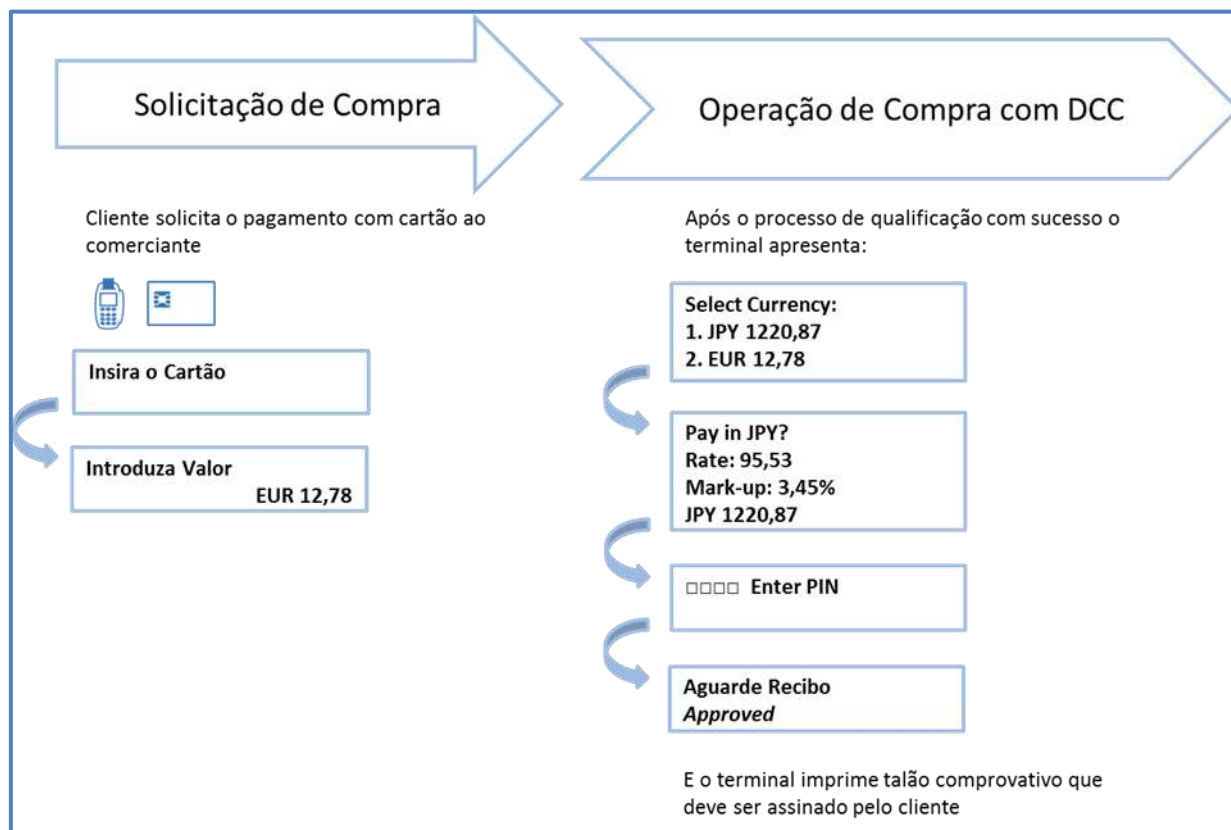 Solicitação de Compra
Operação de Compra com DCC
Cliente solicita o pagamento com cartão ao
comerciante
Insira o Cartão
Introduza Valor
EUR 12,78
Após o processo de qualificação com sucesso o
terminal apresenta:
Select Currency:
1. JPY 1220,87
2. EUR 12,78
Pay in JPY?
Rate: 95,53
Mark-up: 3,45%
JPY 1220,87
□□□□ Enter PIN
Aguarde Recibo
Approved
E o terminal imprime talão comprovativo que
deve ser assinado pelo cliente